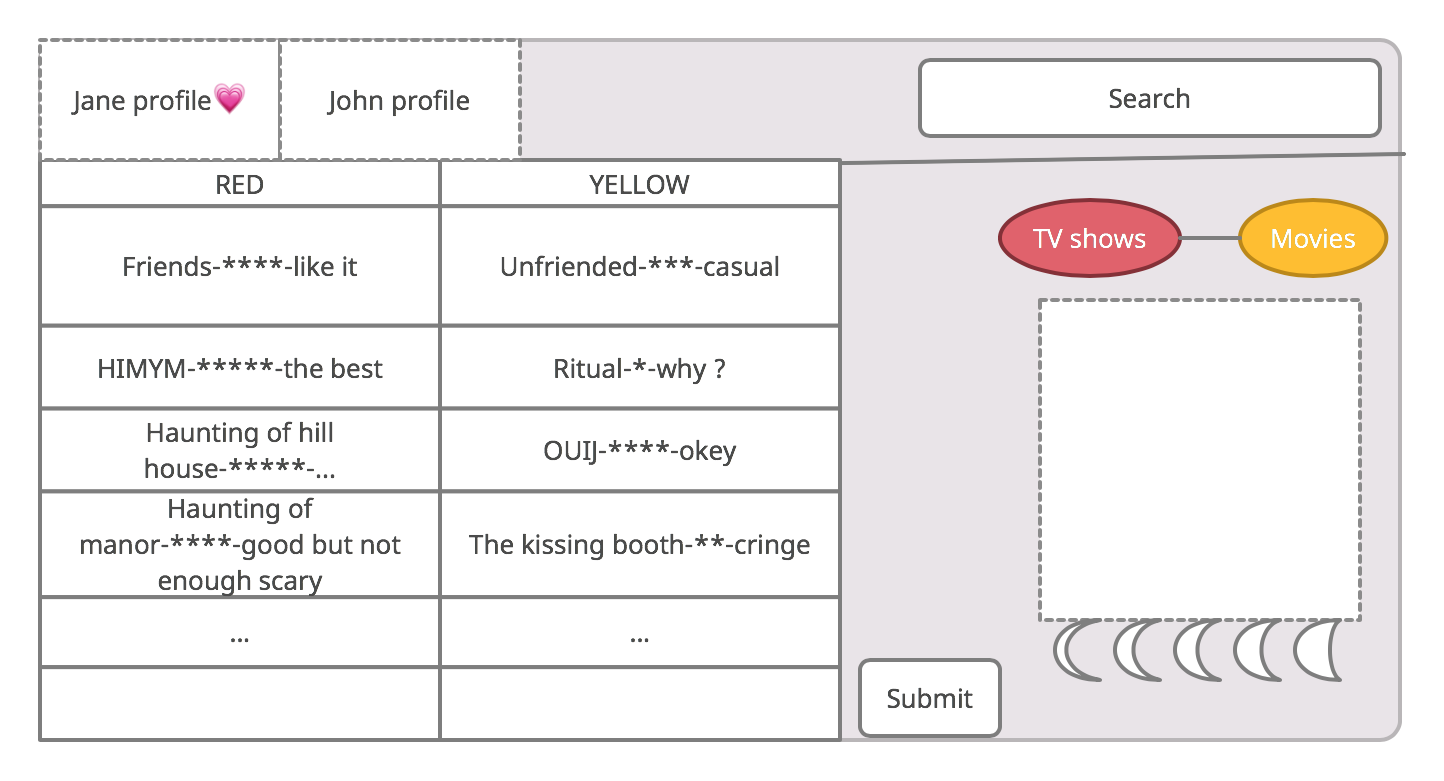 Jane profile💗
John profile
Search
RED
YELLOW
TV shows
Movies
Friends-****-like it
Unfriended-***-casual
HIMYM-*****-the best
Ritual-*-why ?
Haunting of hill
house-*****-...
OUIJ-****-okey
Haunting of
manor-****-good but not
enough scary
The kissing booth-**-cringe
...
...
Submit